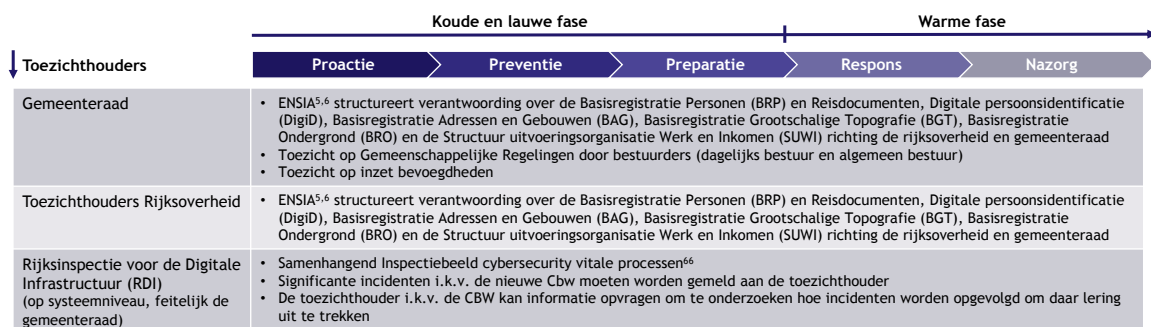 Koude en lauwe fase
Warme fase
Toezichthouders
Proactie
Preventie
Preparatie
Respons
Nazorg
Gemeenteraad
• ENSIA5,6 structureert verantwoording over de Basisregistratie Personen (BRP) en Reisdocumenten, Digitale persoonsidentificatie
(DigiD), Basisregistratie Adressen en Gebouwen (BAG), Basisregistratie Grootschalige Topografie (BGT), Basisregistratie
Ondergrond (BRO) en de Structuur uitvoeringsorganisatie Werk en Inkomen (SUWI) richting de rijksoverheid en gemeenteraad
• Toezicht op Gemeenschappelijke Regelingen door bestuurders (dagelijks bestuur en algemeen bestuur)
• Toezicht op inzet bevoegdheden
Toezichthouders Rijksoverheid
• ENSIA5,6 structureert verantwoording over de Basisregistratie Personen (BRP) en Reisdocumenten, Digitale persoonsidentificatie
(DigiD), Basisregistratie Adressen en Gebouwen (BAG), Basisregistratie Grootschalige Topografie (BGT), Basisregistratie
Ondergrond (BRO) en de Structuur uitvoeringsorganisatie Werk en Inkomen (SUWI) richting de rijksoverheid en gemeenteraad
Rijksinspectie voor de Digitale
Infrastructuur (RDI)
(op systeemniveau, feitelijk de
gemeenteraad)
• Samenhangend Inspectiebeeld cybersecurity vitale processen66
• Significante incidenten i.k.v. de nieuwe Cbw moeten worden gemeld aan de toezichthouder
• De toezichthouder i.k.v. de CBW kan informatie opvragen om te onderzoeken hoe incidenten worden opgevolgd om daar lering
uit te trekken